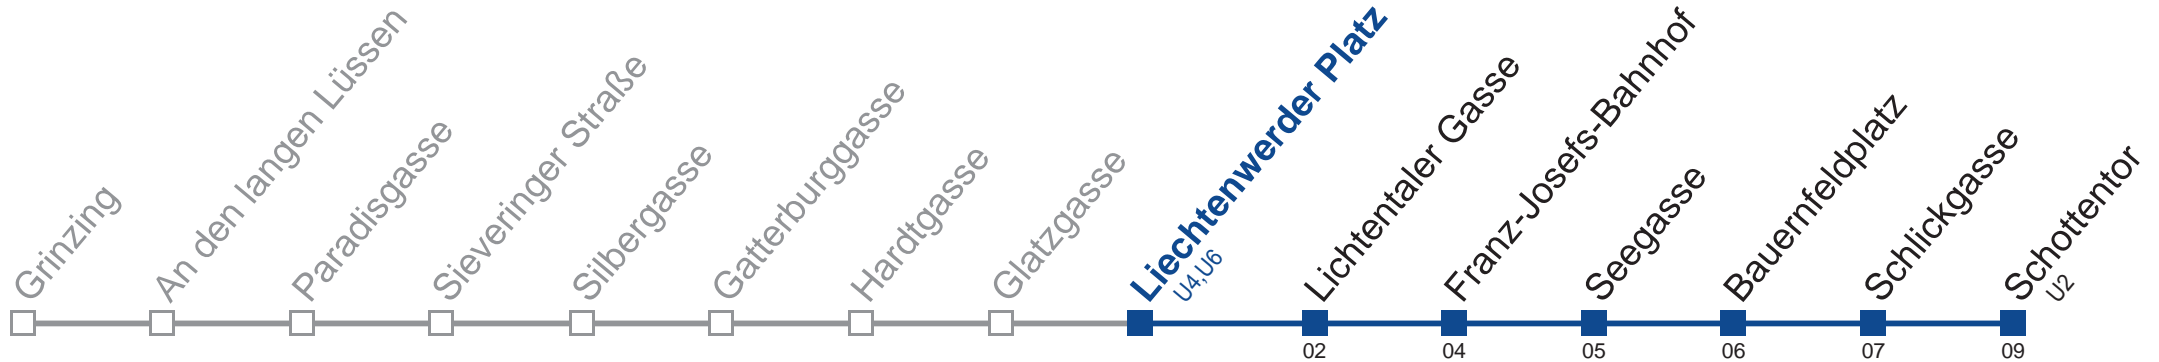 Grinzing
An den langen Lüssen
Paradisgasse
Sieveringer Straße
Silbergasse
Gatterburggasse
Hardtgasse
Glatzgasse
Liechtenwerder Platz
U4,U6
Lichtentaler Gasse
Franz-Josefs-Bahnhof
Seegasse
Bauernfeldplatz
Schlickgasse
Schottentor
U2
02 04 05 06 07 09